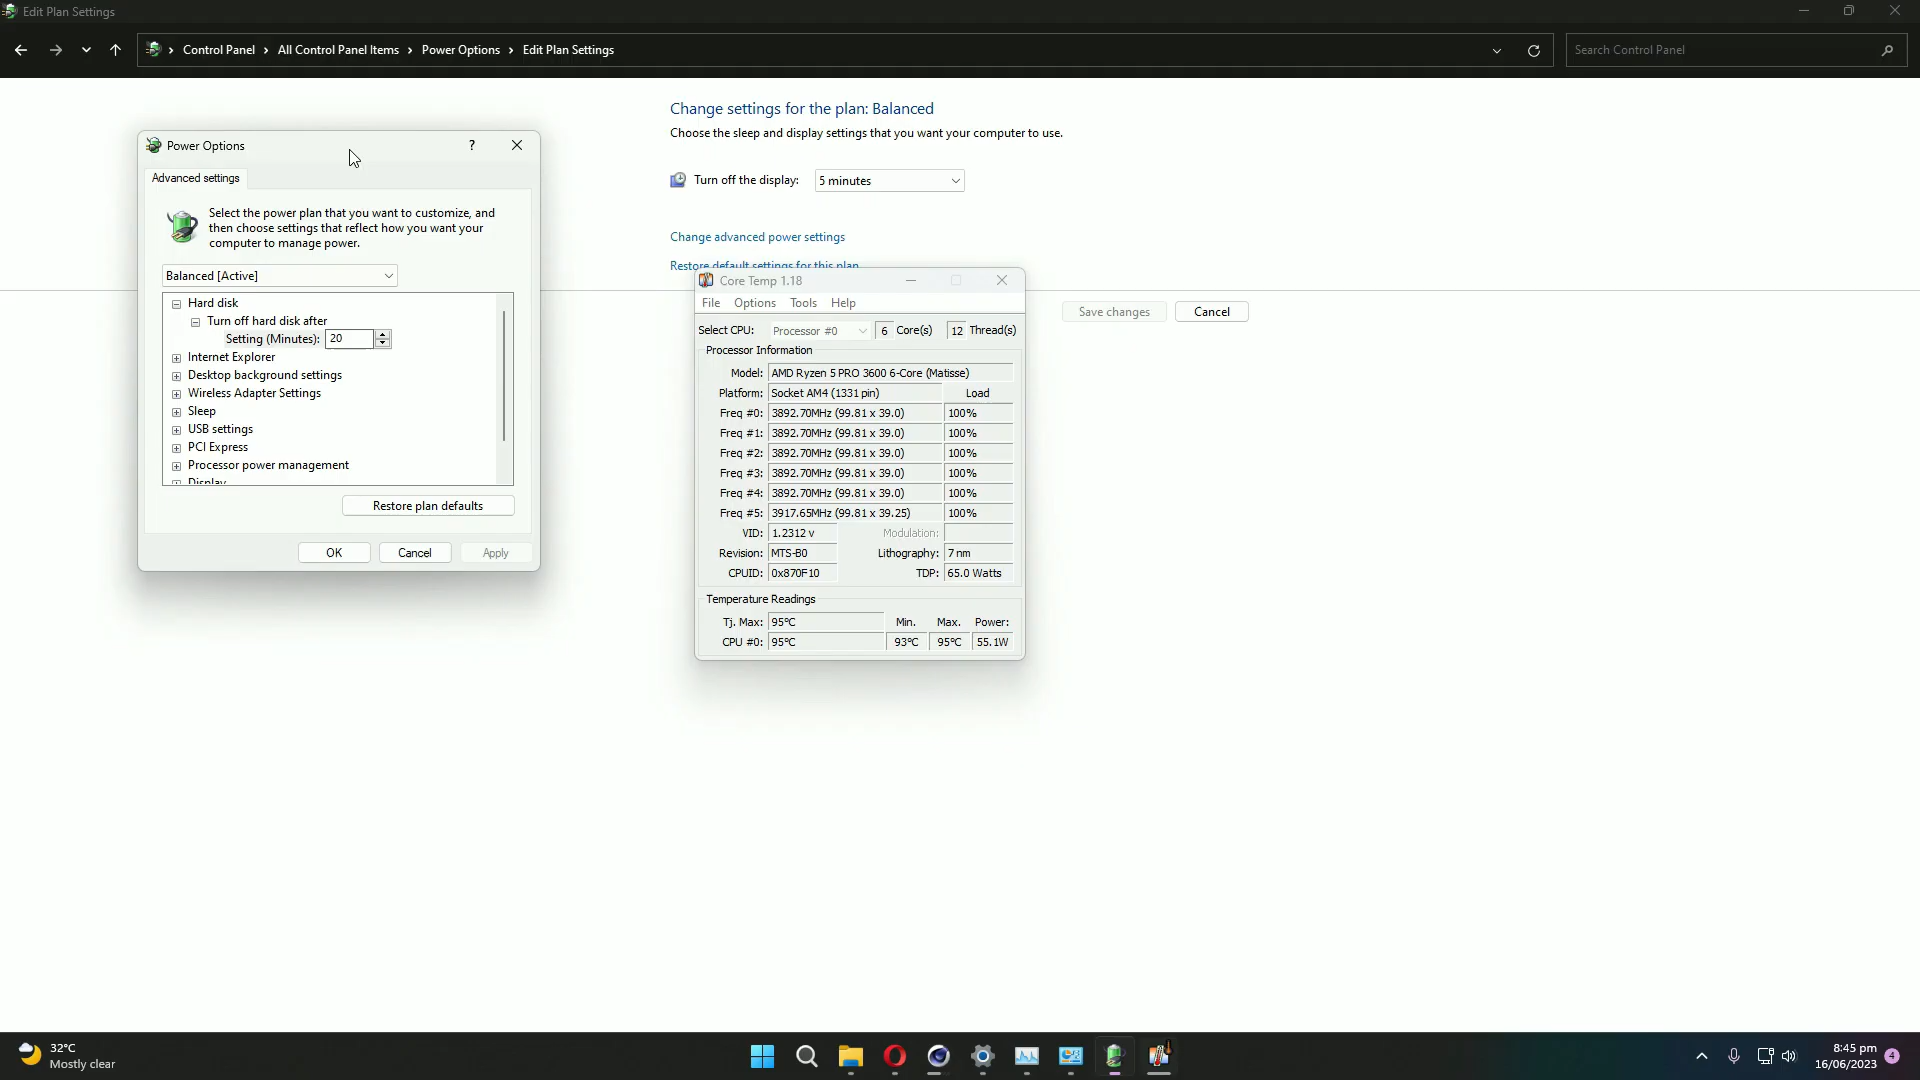 Edit Plan Settings
Control Panel > All Control Panel Items > Power Options > Edit Plan Settings
Search Control Panel
Change settings for the plan: Balanced
Choose the sleep and display settings that you want your computer to use.
Turn off the display: 5 minutes
Change advanced power settings
Restore default settings for this plan
Save changes Cancel
Power Options
?
Advanced settings
Select the power plan that you want to customize, and
then choose settings that reflect how you want your
computer to manage power.
Balanced [Active]
Hard disk
Turn off hard disk after
Setting (Minutes): 20
Internet Explorer
Desktop background settings
Wireless Adapter Settings
Sleep
USB settings
PCI Express
Processor power management
Display
Restore plan defaults
OK Cancel Apply
Core Temp 1.18
File Options Tools Help
Select CPU: Processor #0 6 Core(s) 12 Thread(s)
Processor Information
Model: AMD Ryzen 5 PRO 3600 6-Core (Matisse)
Platform: Socket AM4 (1331 pin) Load
Freq #0: 3892.70MHz (99.81 x 39.0) 100%
Freq #1: 3892.70MHz (99.81 x 39.0) 100%
Freq #2: 3892.70MHz (99.81 x 39.0) 100%
Freq #3: 3892.70MHz (99.81 x 39.0) 100%
Freq #4: 3892.70MHz (99.81 x 39.0) 100%
Freq #5: 3917.65MHz (99.81 x 39.25) 100%
VID: 1.2312 v Modulation:
Revision: MTS-B0 Lithography: 7 nm
CPUID: 0x870F10 TDP: 65.0 Watts
Temperature Readings
Tj. Max: 95°C Min. Max. Power:
CPU #0: 95°C 93°C 95°C 55.1W
32°C
Mostly clear
8:45 pm
16/06/2023
4